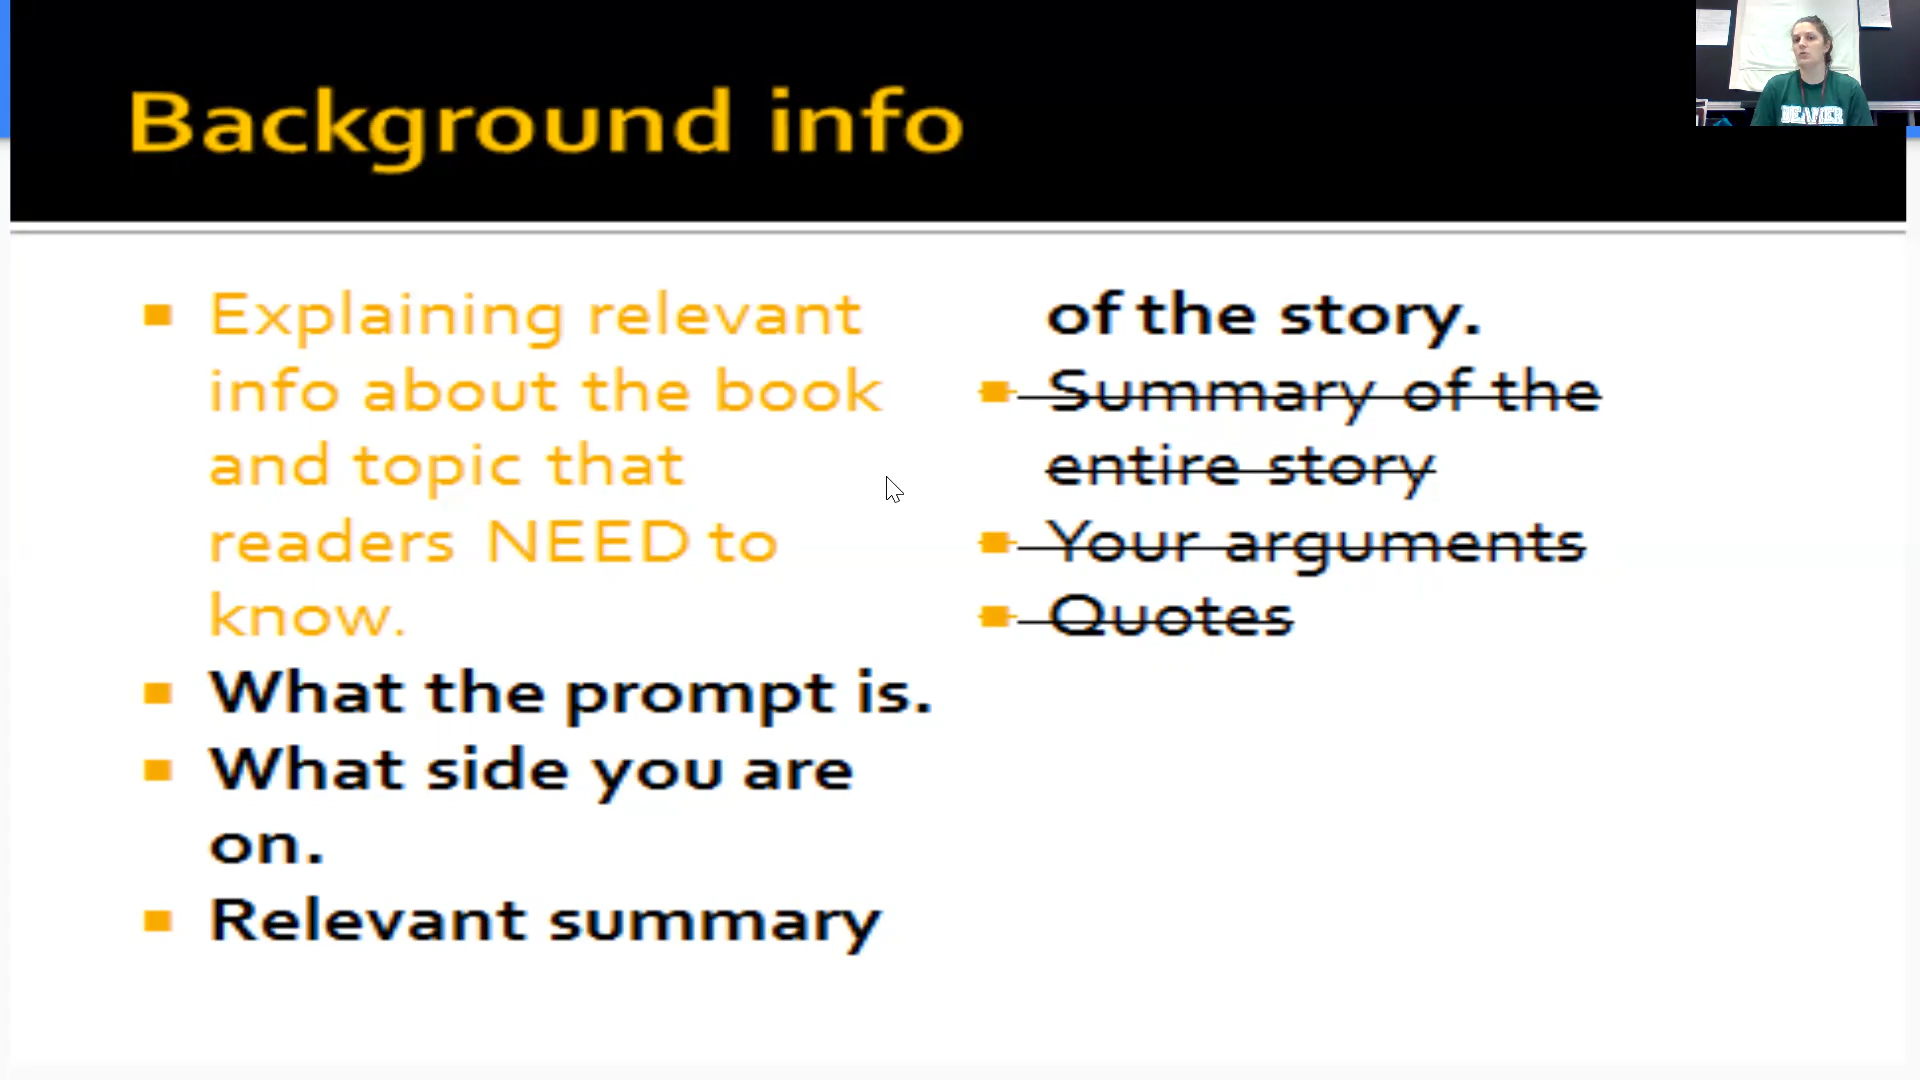 Background info
Explaining relevant
info about the book
and topic that
readers NEED to
know.
What the prompt is.
What side you are
on.
Relevant summary
of the story.
Summary of the
entire story
Your arguments
Quotes